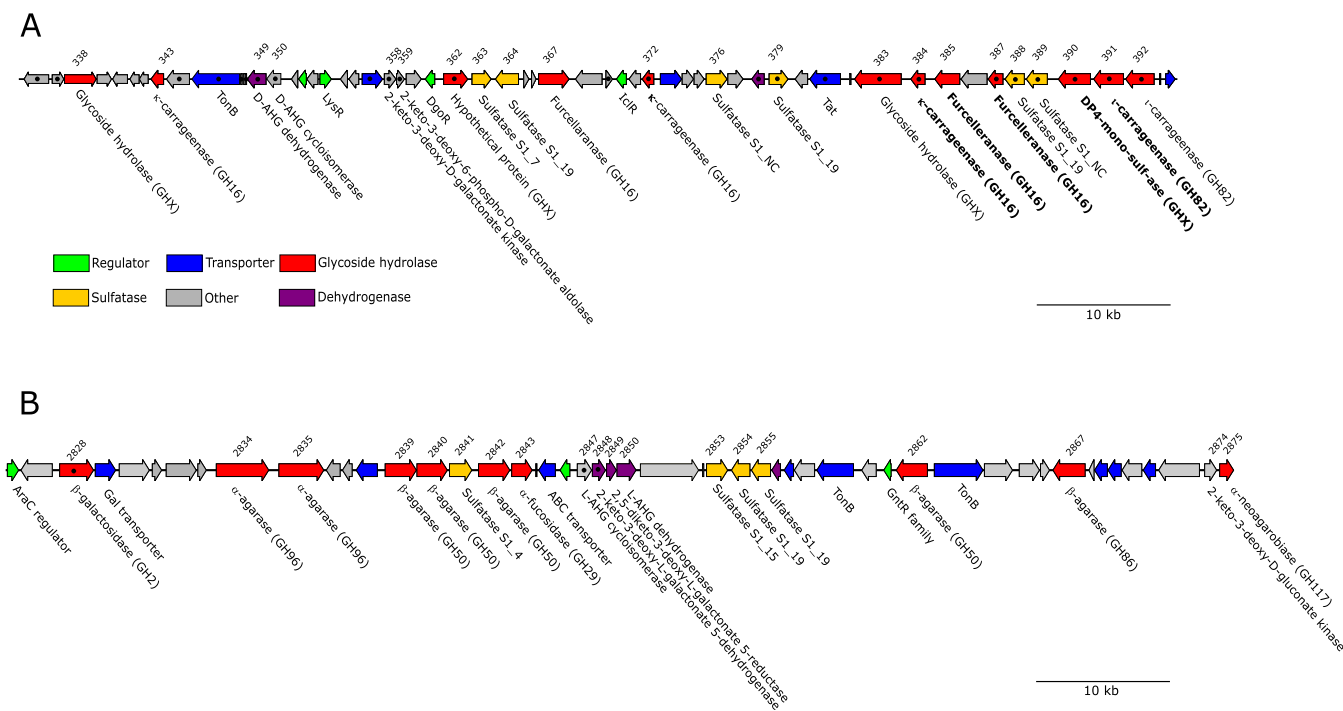 A
338 343 349 350 358 359 362 363 364 367 372 376 379 383 384 385 387 388 389 390 391 392
Glycoside hydrolase (GHX)
κ-carrageenase (GH16)
TonB
D-AHG dehydrogenase
D-AHG cycloisomerase
LysR
2-keto-3-deoxy-D-galactonate kinase
2-keto-3-deoxy-6-phospho-D-galactonate aldolase
DgoR
Hypothetical protein (GHX)
Sulfatase S1_7
Sulfatase S1_19
Furcellaranase (GH16)
IclR
κ-carrageenase (GH16)
Sulfatase S1_NC
Sulfatase S1_19
Tat
Glycoside hydrolase (GHX)
κ-carrageenase (GH16)
Furcelleranase (GH16)
Furcelleranase (GH16)
Sulfatase S1_19
Sulfatase S1_NC
DP4-mono-sulf-ase (GHX)
ι-carrageenase (GH82)
ι-carrageenase (GH82)
Regulator
Transporter
Glycoside hydrolase
Sulfatase
Other
Dehydrogenase
10 kb
B
2828 2834 2835 2839 2840 2841 2842 2843 2847 2848 2849 2850 2853 2854 2855 2862 2867 2874 2875
AraC regulator
β-galactosidase (GH2)
Gal transporter
α-agarase (GH96)
α-agarase (GH96)
β-agarase (GH50)
β-agarase (GH50)
Sulfatase S1_4
β-agarase (GH50)
α-fucosidase (GH29)
ABC transporter
L-AHG cycloisomerase
2-keto-3-deoxy-L-galactonate 5-dehydrogenase
2,5-diketo-3-deoxy-L-galactonate 5-reductase
L-AHG dehydrogenase
Sulfatase S1_15
Sulfatase S1_19
Sulfatase S1_19
TonB
GntR family
β-agarase (GH50)
TonB
β-agarase (GH86)
2-keto-3-deoxy-D-gluconate kinase
α-neoagarobiase (GH117)
10 kb